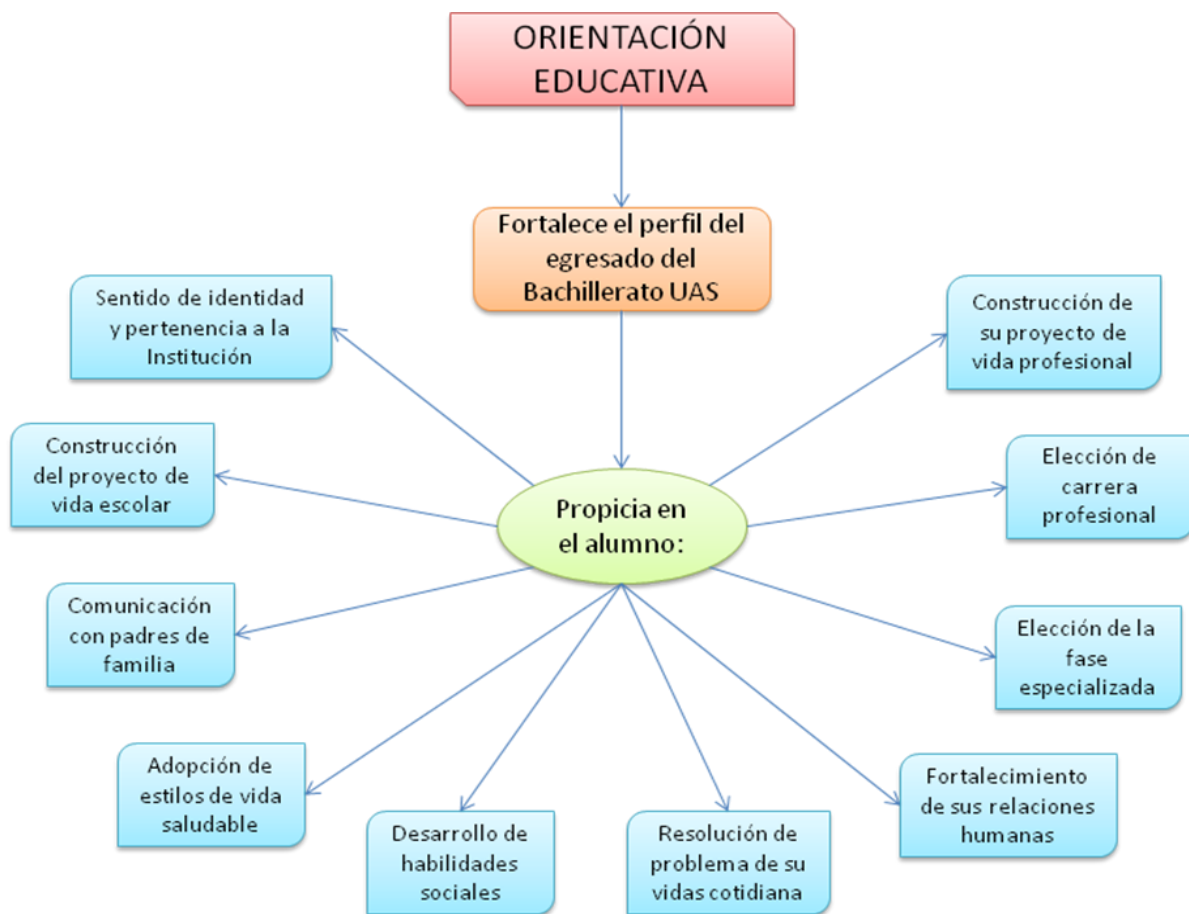 ORIENTACIÓN
EDUCATIVA
Fortalece el perfil del
egresado del
Bachillerato UAS
Sentido de identidad
y pertenencia a la
Institución
Construcción de
su proyecto de
vida profesional
Construcción
del proyecto de
vida escolar
Elección de
carrera
profesional
Propicia en
el alumno:
Comunicación
con padres de
familia
Elección de la
fase
especializada
Adopción de
estilos de vida
saludable
Fortalecimiento
de sus relaciones
humanas
Desarrollo de
habilidades
sociales
Resolución de
problema de su
vidas cotidiana